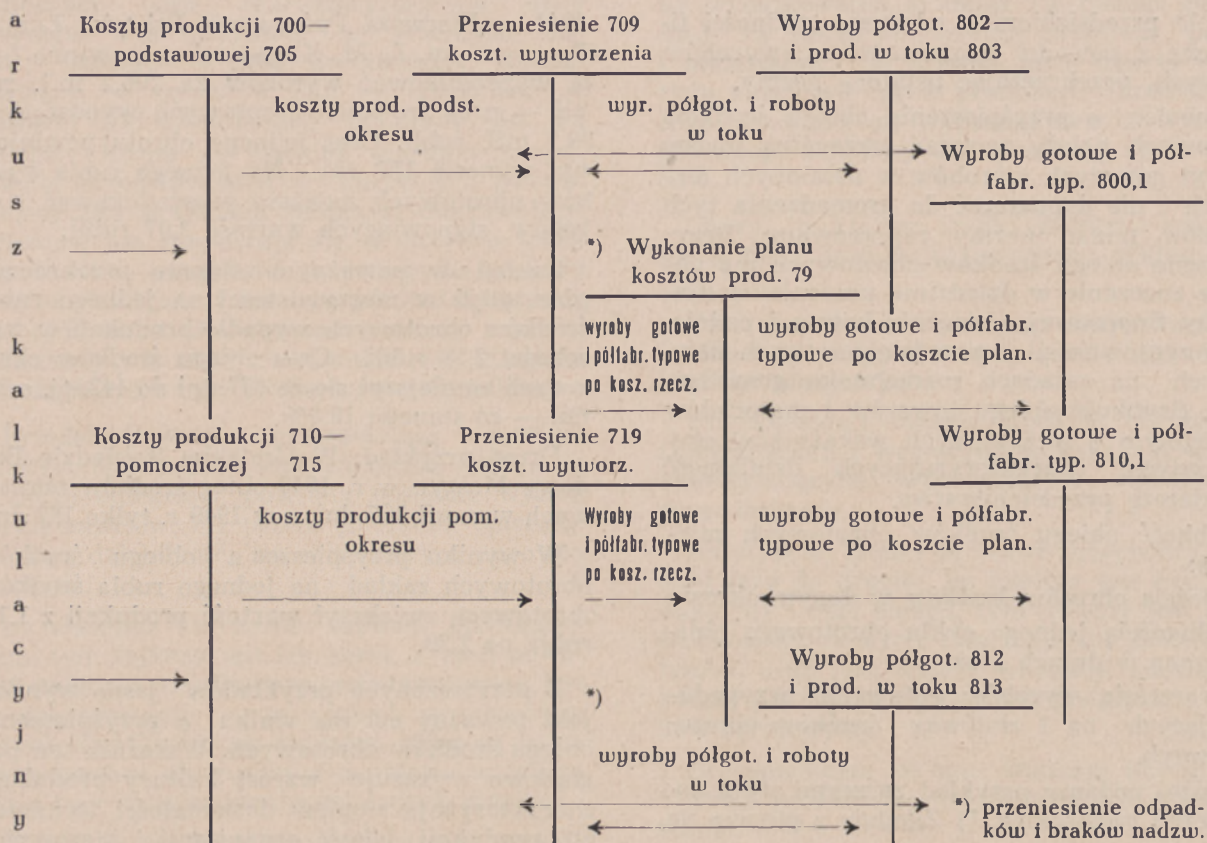 arkusz kalkulacyjny
Koszty produkcji 700—
podstawowej 705
Przeniesienie 709
koszt. wytworzenia
Wyroby półgot. 802—
i prod. w toku 803
koszty prod. podst.
okresu
wyr. półgot. i roboty
w toku
Wyroby gotowe i pół-
fabr. typ. 800,1
*) Wykonanie planu
kosztów prod. 79
wyroby gotowe
i półfabr. typowe
po kosz. rzecz.
wyroby gotowe i półfabr.
typowe po koszcie plan.
Koszty produkcji 710—
pomocniczej 715
Przeniesienie 719
koszt. wytworz.
Wyroby gotowe i pół-
fabr. typ. 810,1
koszty produkcji pom.
okresu
Wyroby gotowe
i półfabr. typowe
po kosz. rzecz.
wyroby gotowe i półfabr.
typowe po koszcie plan.
Wyroby półgot. 812
i prod. w toku 813
*)
wyroby półgot. i roboty
w toku
*) przeniesienie odpad-
ków i braków nadzw.